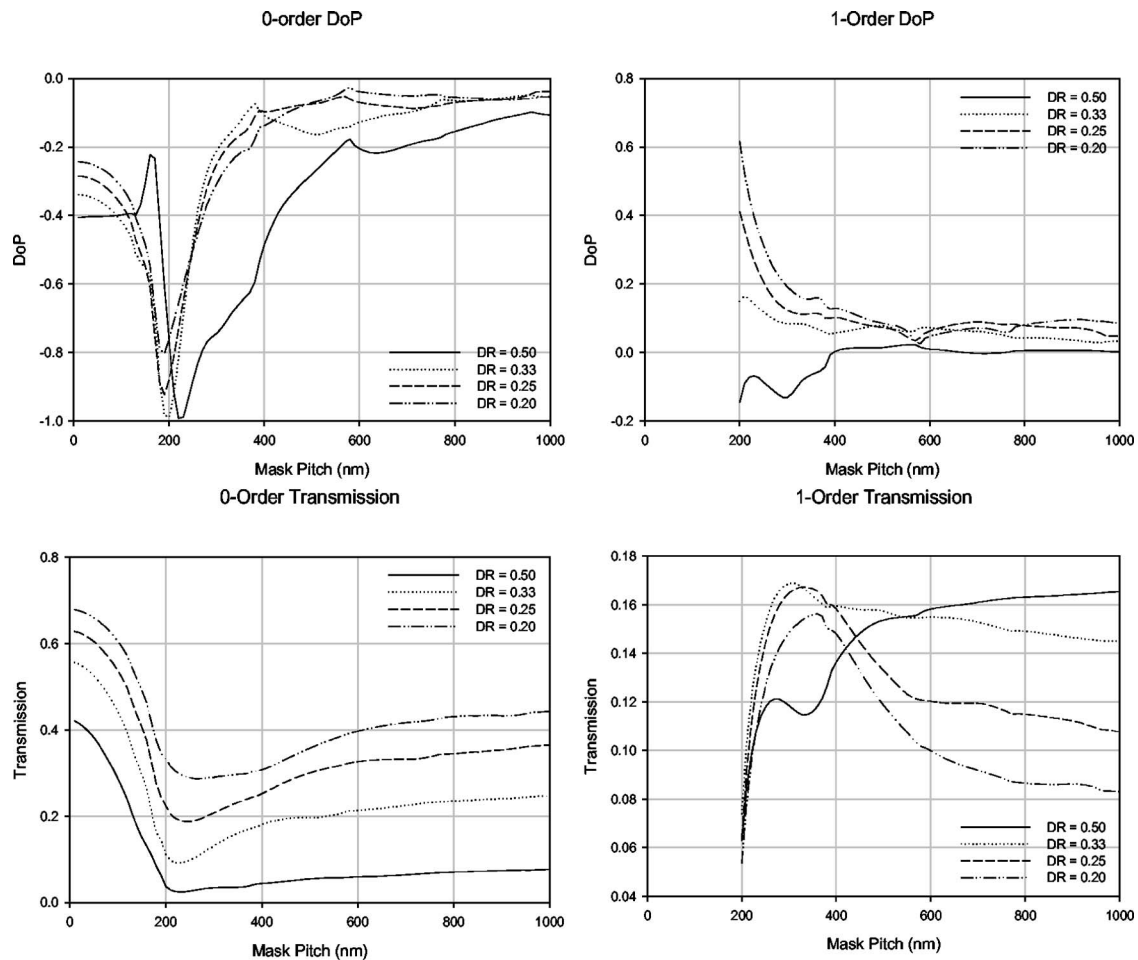 0-order DoP
0.0
-0.2
-0.4
-0.6
-0.8
-1.0
DoP
DR = 0.50
DR = 0.33
DR = 0.25
DR = 0.20
0 200 400 600 800 1000
Mask Pitch (nm)
1-Order DoP
0.8
0.6
0.4
0.2
0.0
-0.2
DoP
DR = 0.50
DR = 0.33
DR = 0.25
DR = 0.20
0 200 400 600 800 1000
Mask Pitch (nm)
0-Order Transmission
0.8
0.6
0.4
0.2
0.0
Transmission
DR = 0.50
DR = 0.33
DR = 0.25
DR = 0.20
0 200 400 600 800 1000
Mask Pitch (nm)
1-Order Transmission
0.18
0.16
0.14
0.12
0.10
0.08
0.06
0.04
Transmission
DR = 0.50
DR = 0.33
DR = 0.25
DR = 0.20
0 200 400 600 800 1000
Mask Pitch (nm)